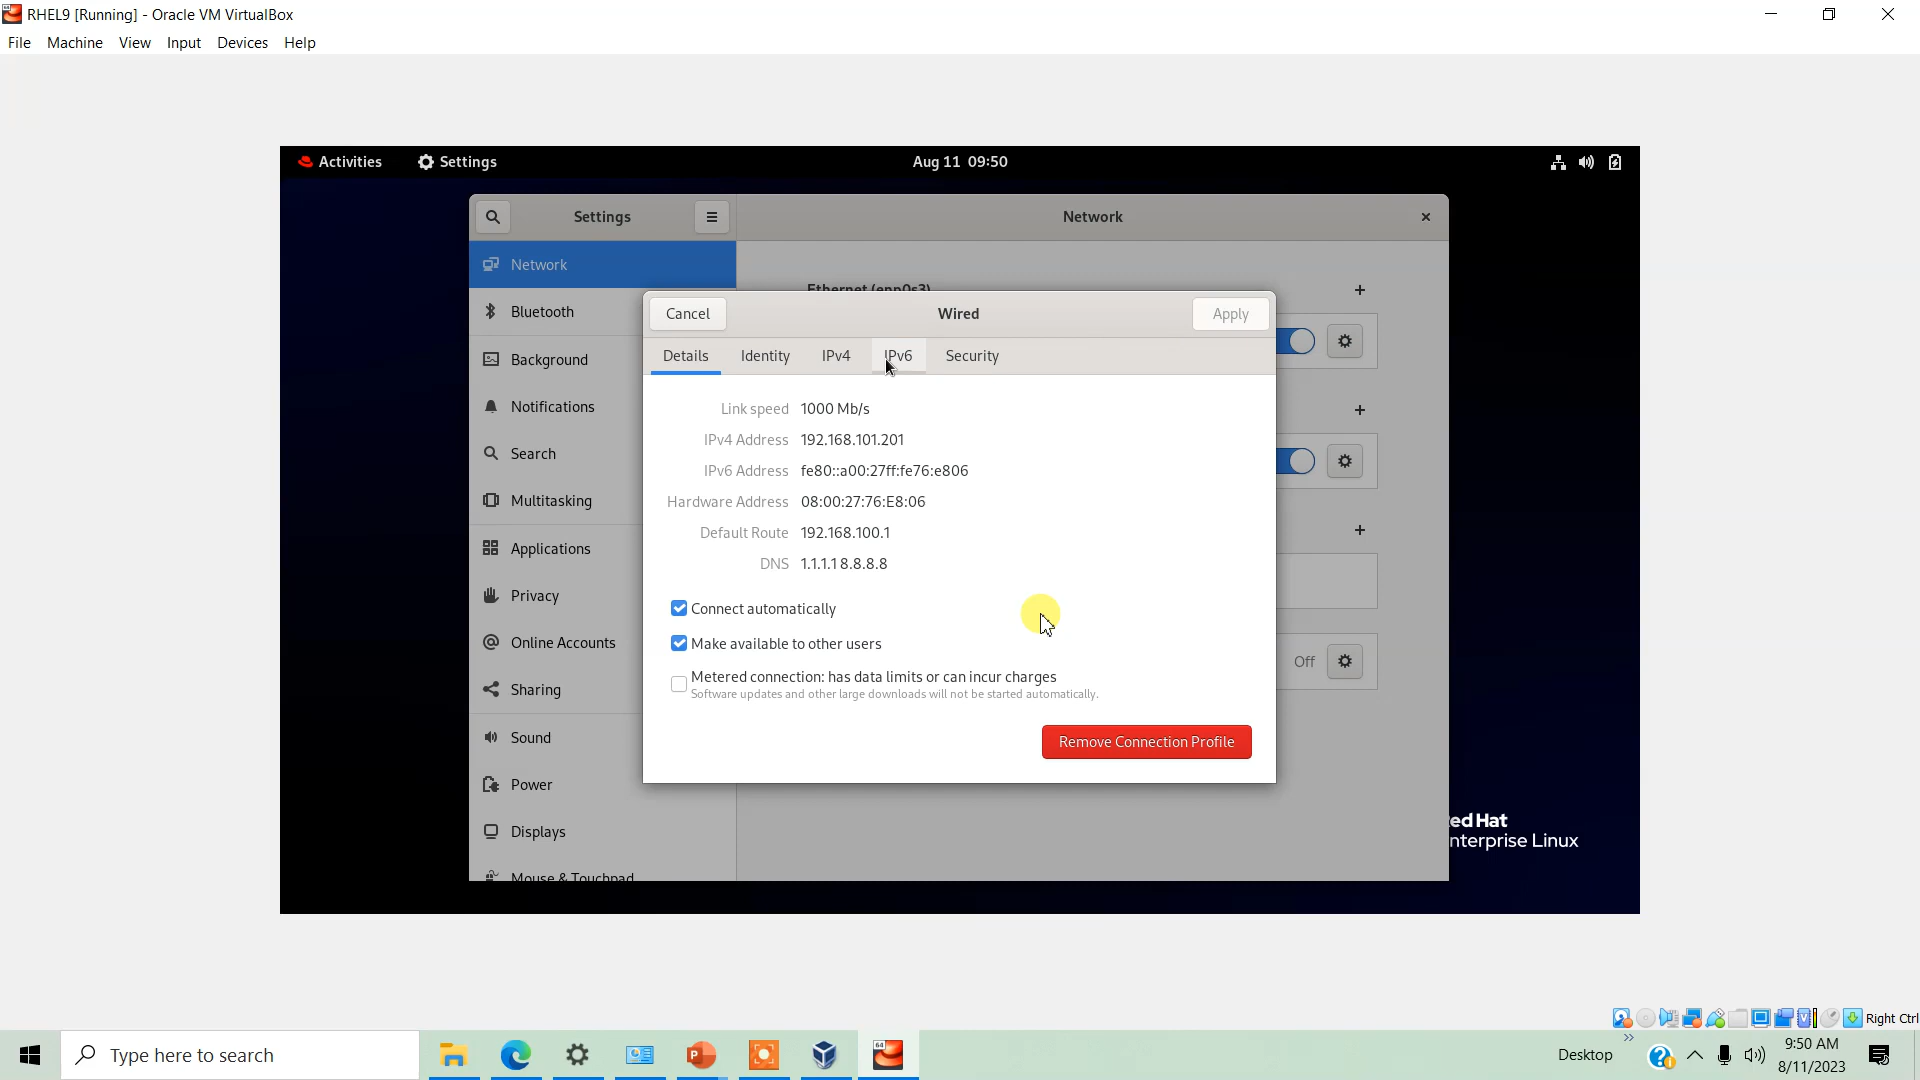 RHEL9 [Running] - Oracle VM VirtualBox
File Machine View Input Devices Help
Activities Settings Aug 11 09:50
Settings Network
Network
Ethernet (enp0s3)
Bluetooth
Background
Notifications
Search
Multitasking
Applications
Privacy
Online Accounts
Sharing
Sound
Power
Displays
Mouse & Touchpad
Cancel Wired Apply
Details Identity IPv4 IPv6 Security
Link speed 1000 Mb/s
IPv4 Address 192.168.101.201
IPv6 Address fe80::a00:27ff:fe76:e806
Hardware Address 08:00:27:76:E8:06
Default Route 192.168.100.1
DNS 1.1.1.1 8.8.8.8
Connect automatically
Make available to other users
Metered connection: has data limits or can incur charges
Software updates and other large downloads will not be started automatically.
Remove Connection Profile
Off
ed Hat
nterprise Linux
Right Ctrl
Type here to search
64
Desktop
9:50 AM
8/11/2023